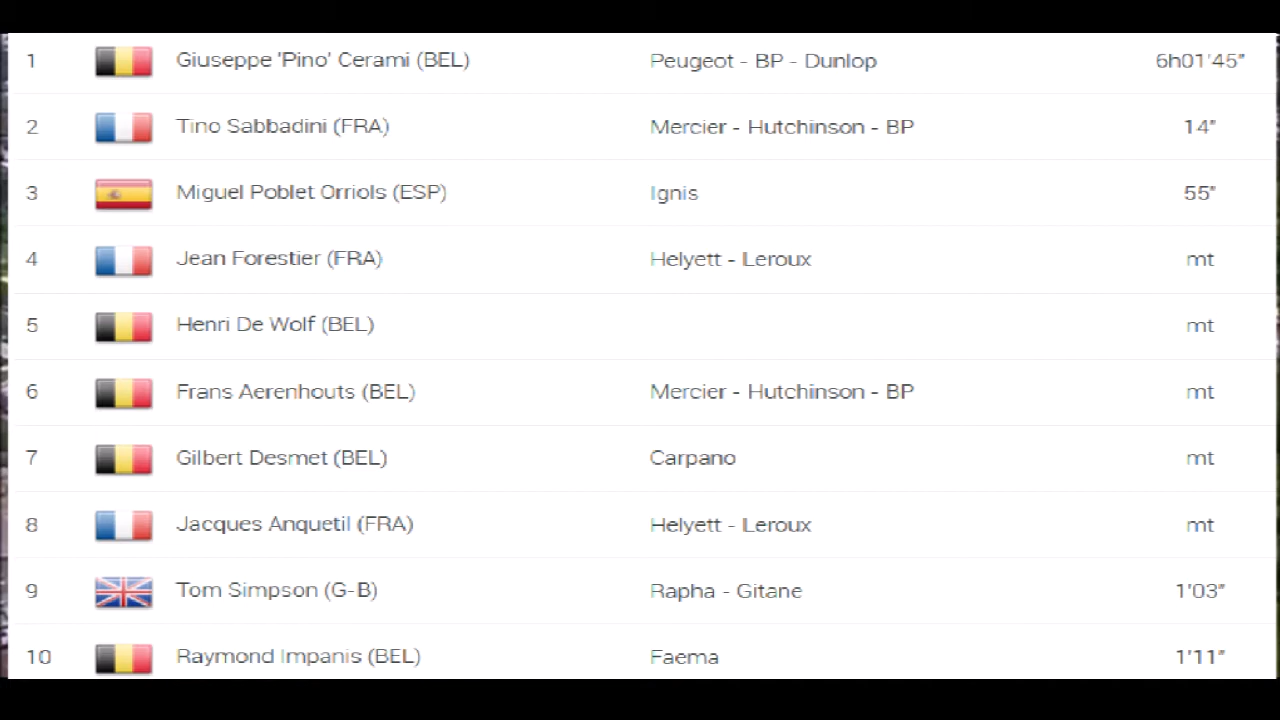 1 Giuseppe 'Pino' Cerami (BEL) Peugeot - BP - Dunlop 6h01'45"
2 Tino Sabbadini (FRA) Mercier - Hutchinson - BP 14"
3 Miguel Poblet Orriols (ESP) Ignis 55"
4 Jean Forestier (FRA) Helyett - Leroux mt
5 Henri De Wolf (BEL) mt
6 Frans Aerenhouts (BEL) Mercier - Hutchinson - BP mt
7 Gilbert Desmet (BEL) Carpano mt
8 Jacques Anquetil (FRA) Helyett - Leroux mt
9 Tom Simpson (G-B) Rapha - Gitane 1'03"
10 Raymond Impanis (BEL) Faema 1'11"